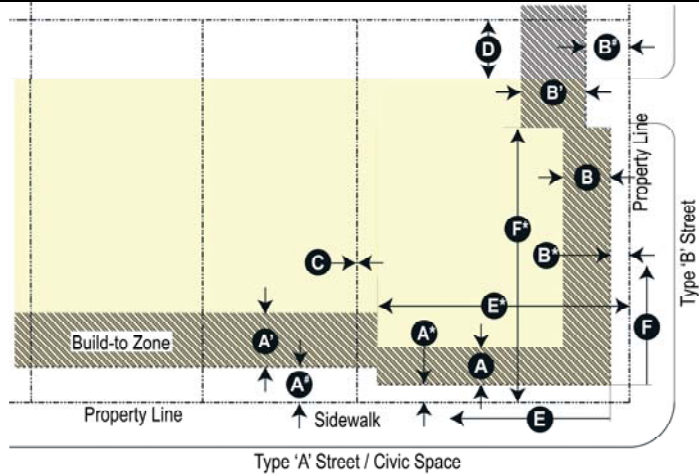 D
B#
B'
Property Line
B
F*
B*
C
Type 'B' Street
E*
F
A*
A'
Build-to Zone
A
A#
Property Line
Sidewalk
E
Type 'A' Street / Civic Space